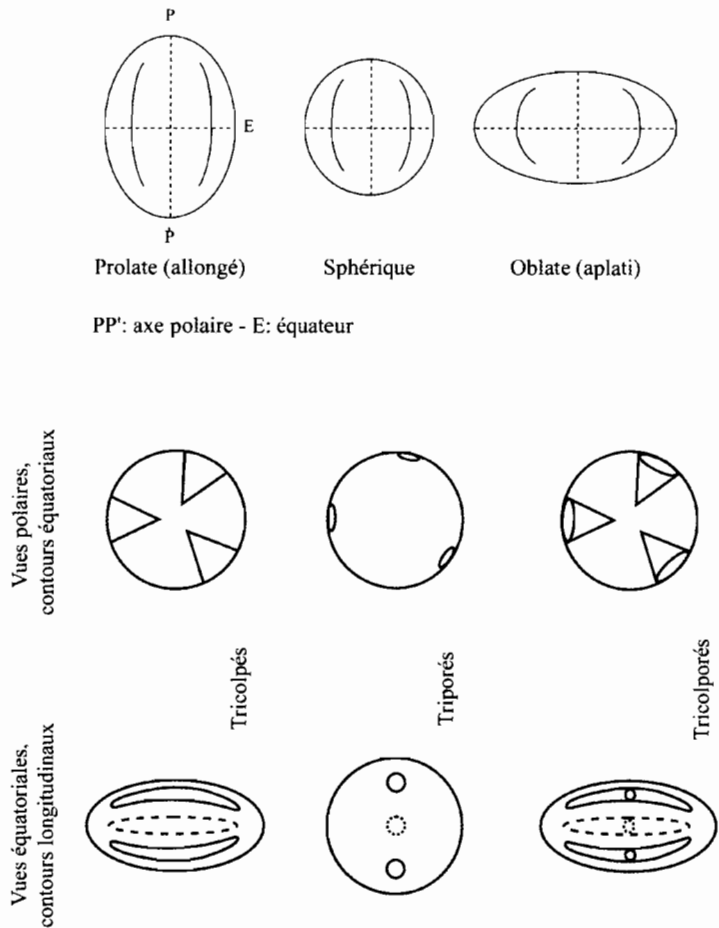 P
E
P
Prolate (allongé)
Sphérique
Oblate (aplati)
PP': axe polaire - E: équateur
Vues polaires,
contours équatoriaux
Tricolpés
Triporés
Tricolporés
Vues équatoriales,
contours longitudinaux